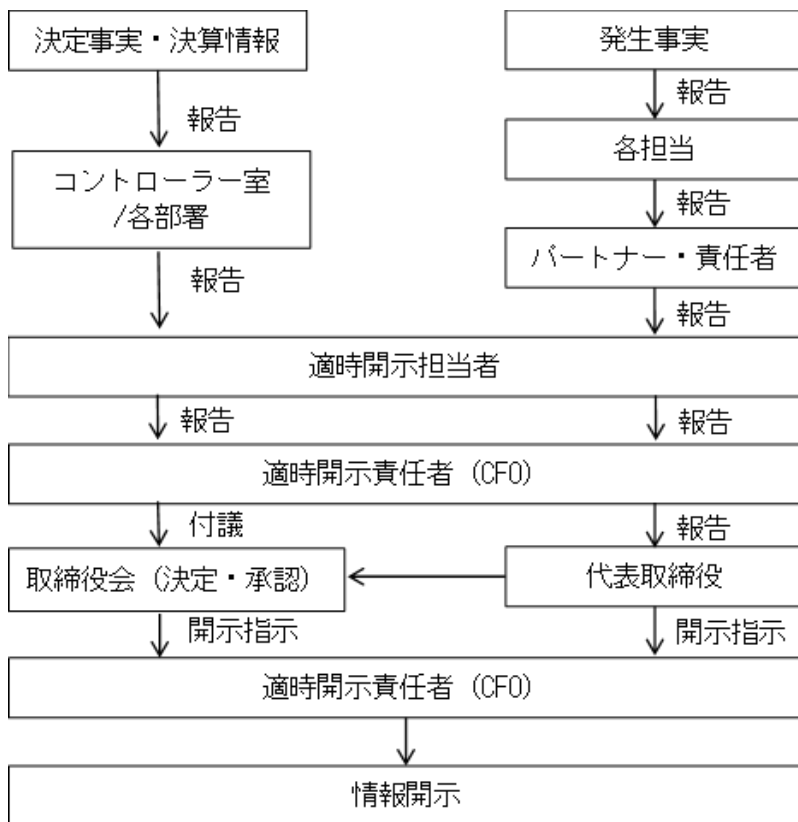 決定事実・決算情報
発生事実
報告
報告
コントローラー室
/各部署
各担当
報告
パートナー・責任者
報告
報告
適時開示担当者
報告
報告
適時開示責任者（CFO）
付議
報告
取締役会（決定・承認）
代表取締役
開示指示
開示指示
適時開示責任者（CFO）
情報開示